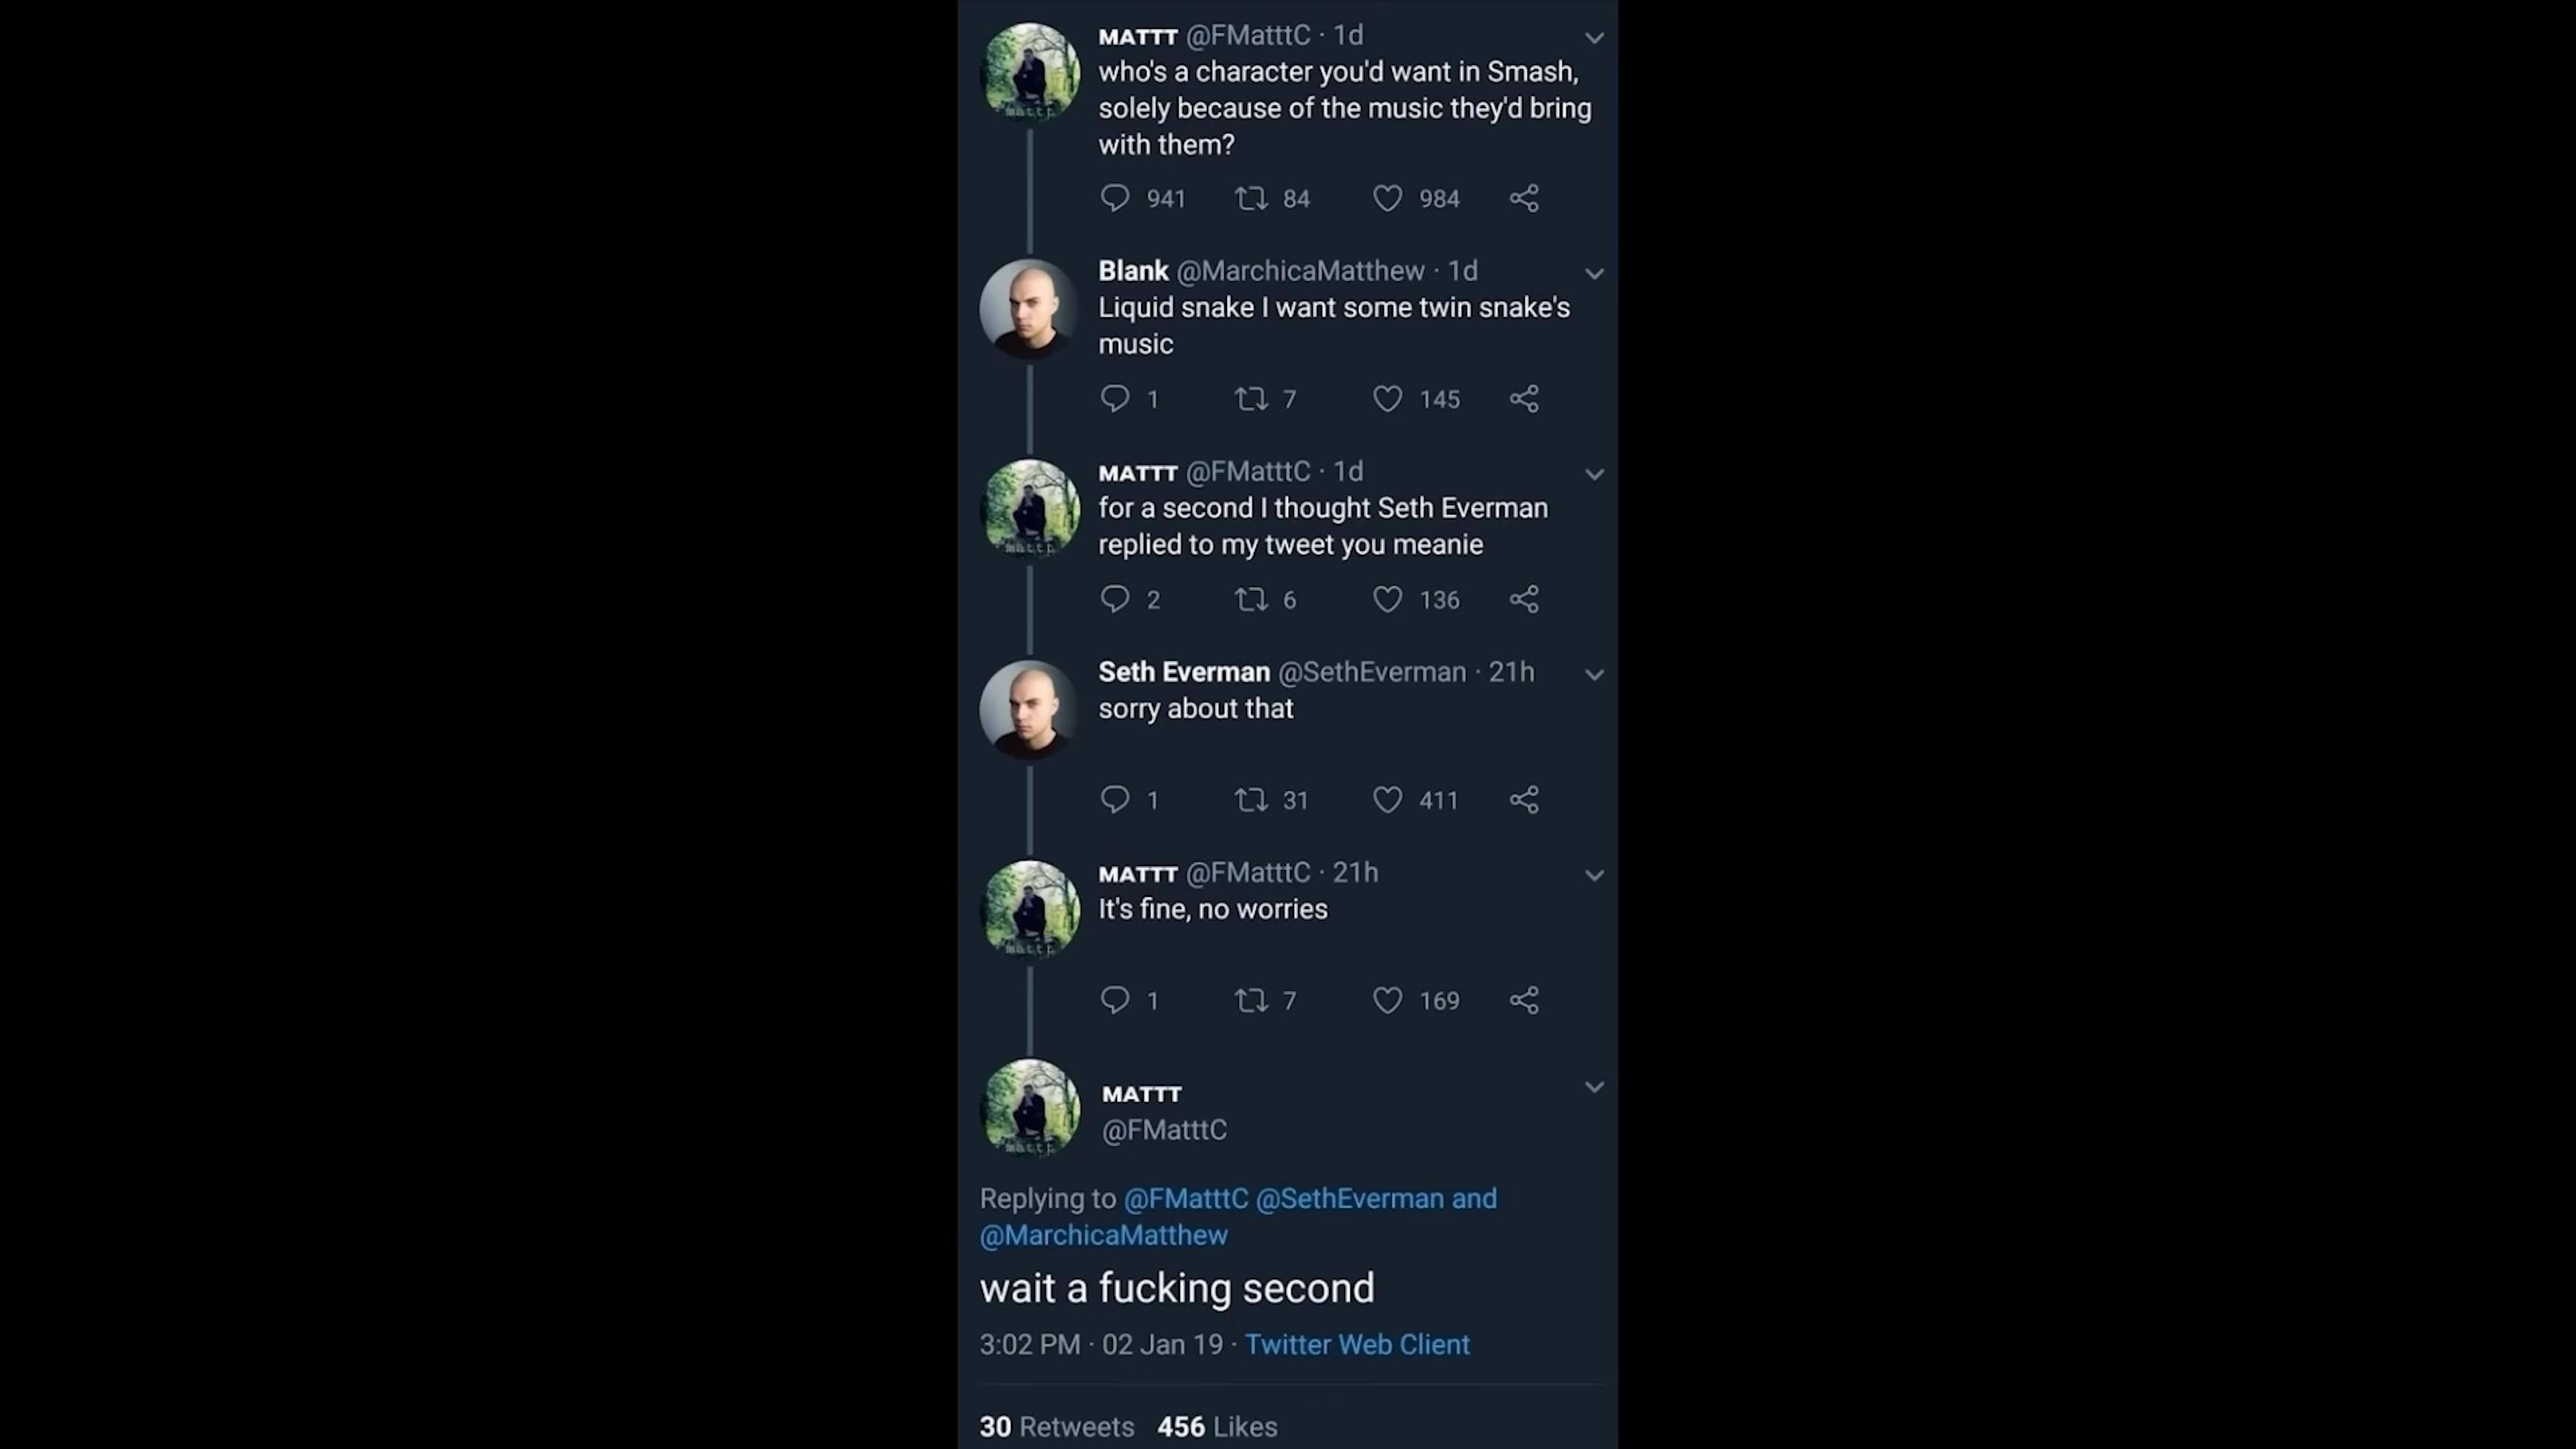 MATTT @FMatttC · 1d
who's a character you'd want in Smash,
solely because of the music they'd bring
with them?
941 84 984
Blank @MarchicaMatthew · 1d
Liquid snake I want some twin snake's
music
1 7 145
MATTT @FMatttC · 1d
for a second I thought Seth Everman
replied to my tweet you meanie
2 6 136
Seth Everman @SethEverman · 21h
sorry about that
1 31 411
MATTT @FMatttC · 21h
It's fine, no worries
1 7 169
MATTT
@FMatttC
Replying to @FMatttC @SethEverman and
@MarchicaMatthew
wait a fucking second
3:02 PM · 02 Jan 19 · Twitter Web Client
30 Retweets 456 Likes